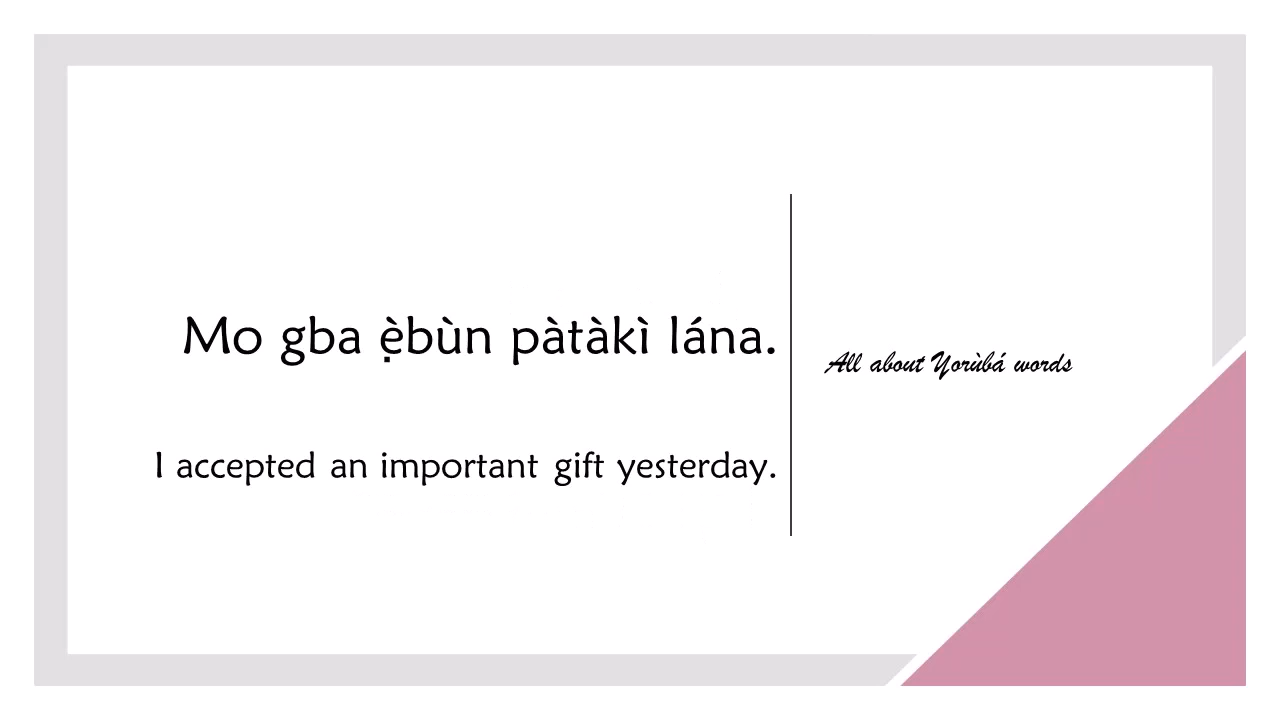 Mo gba ẹ̀bùn pàtàkì lána.
I accepted an important gift yesterday.
All about Yorùbá words